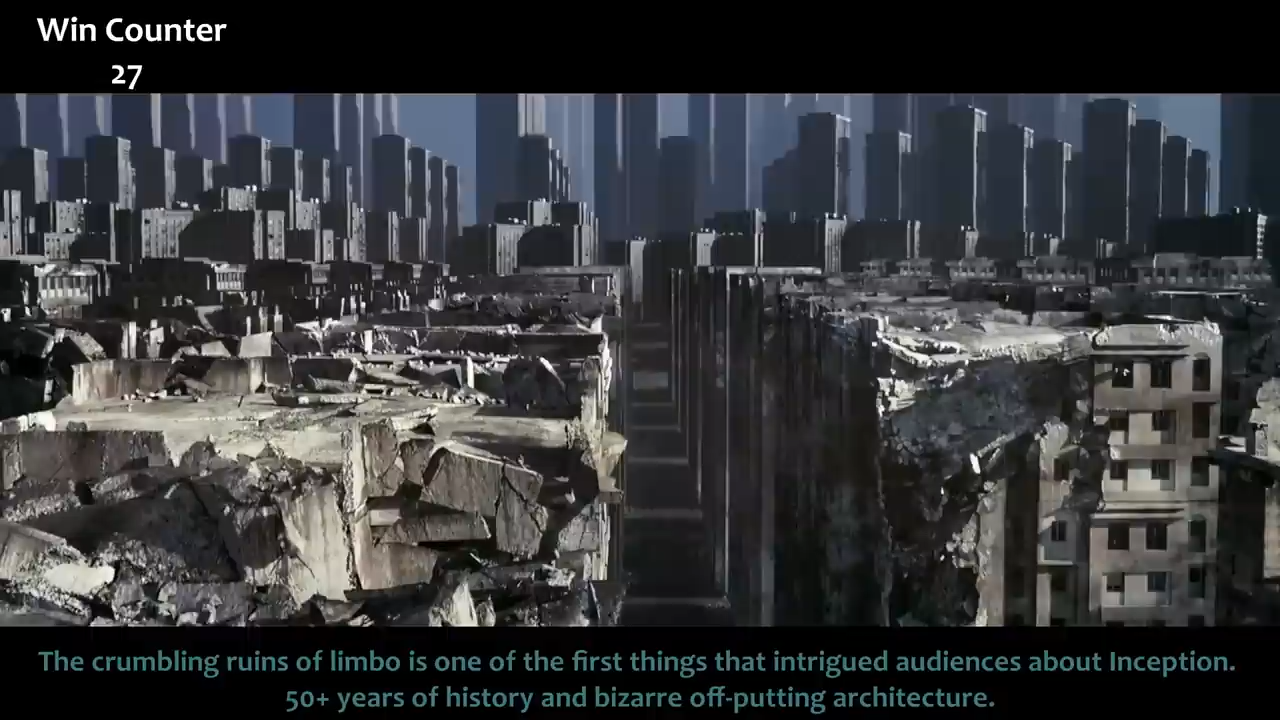 Win Counter
27
The crumbling ruins of limbo is one of the first things that intrigued audiences about Inception.
50+ years of history and bizarre off-putting architecture.